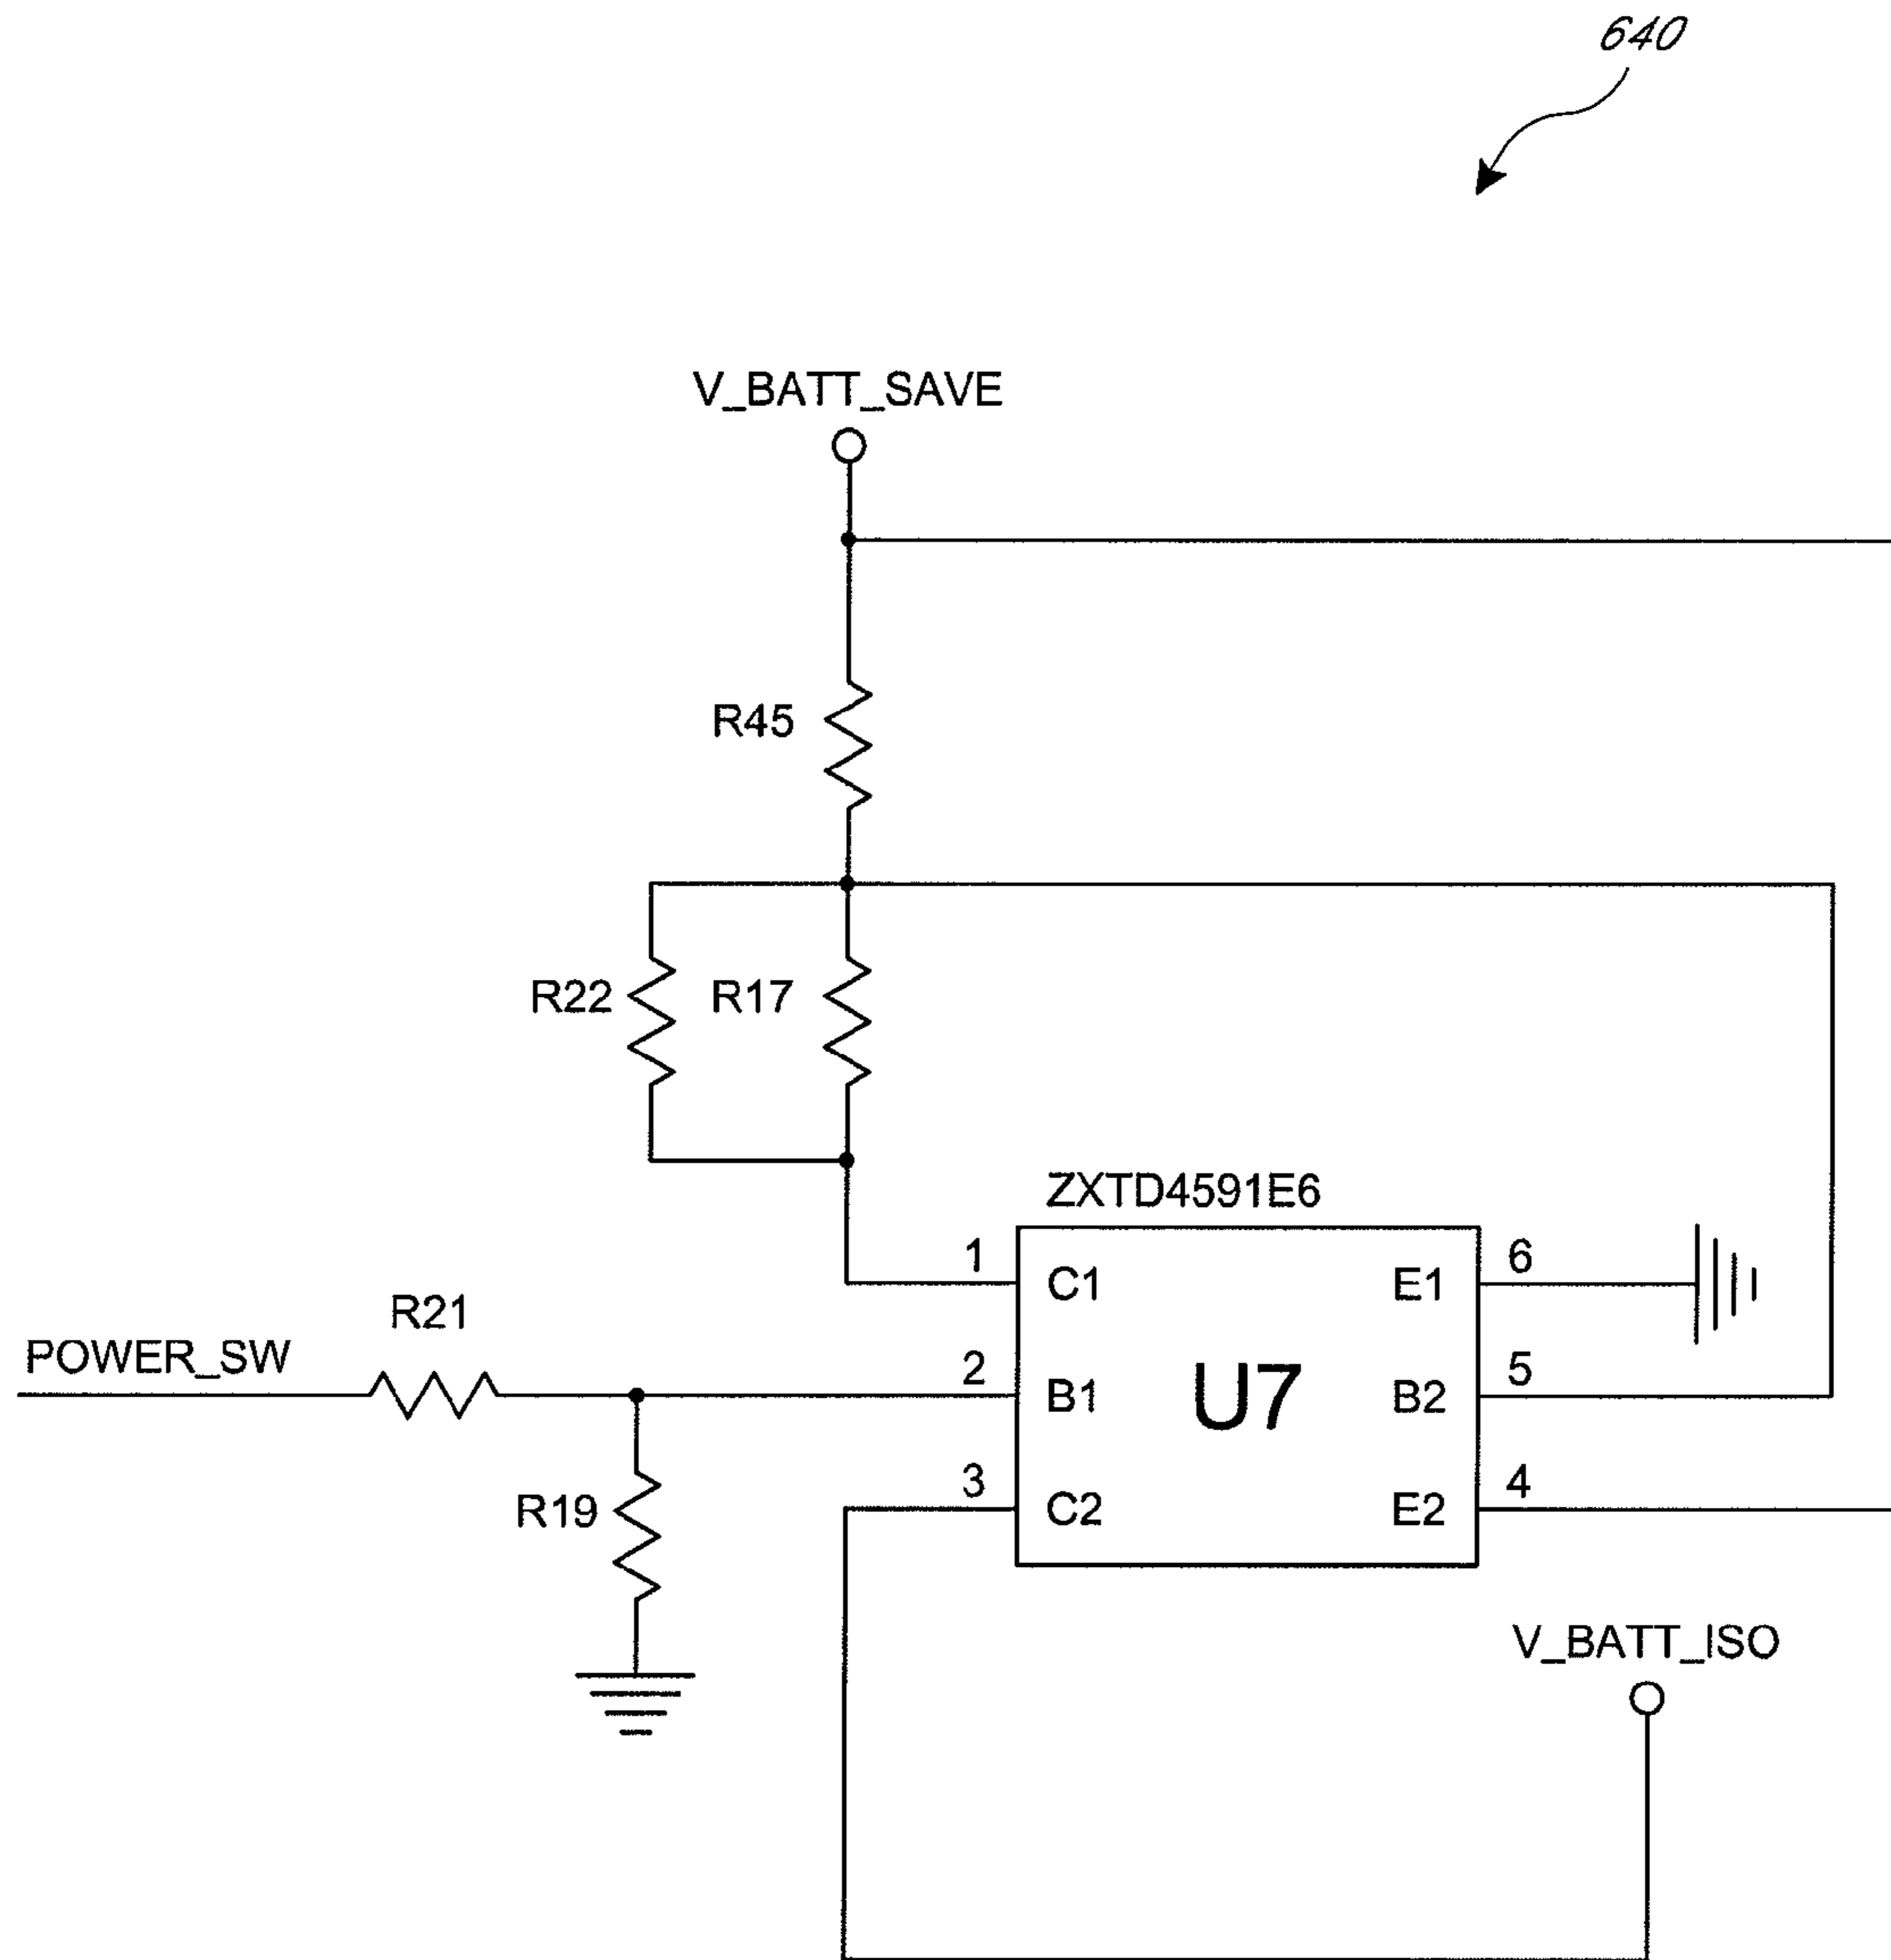 640
V_BATT_SAVE
R45
R22
R17
ZXTD4591E6
1
C1
E1
6
R21
POWER_SW
2
B1
U7
B2
5
R19
3
C2
E2
4
V_BATT_ISO